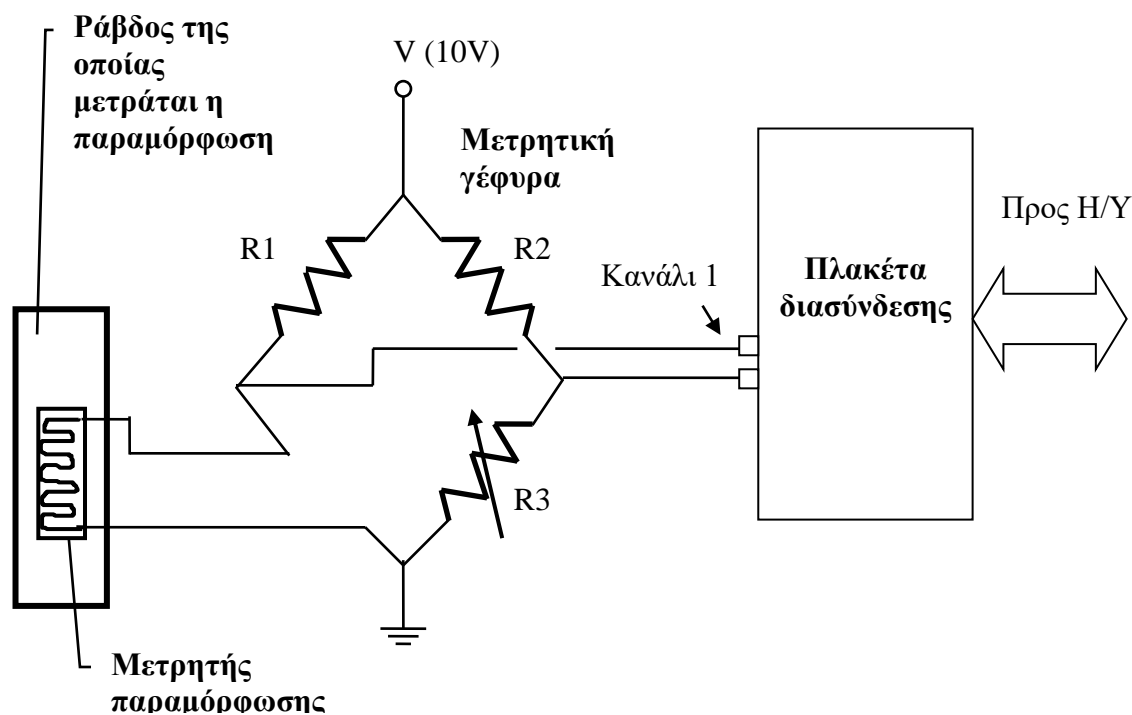 Ράβδος της
οποίας
μετράται η
παραμόρφωση
V (10V)
Μετρητική
γέφυρα
R1
R2
Κανάλι 1
Πλακέτα
διασύνδεσης
Προς Η/Υ
R3
Μετρητής
παραμόρφωσης